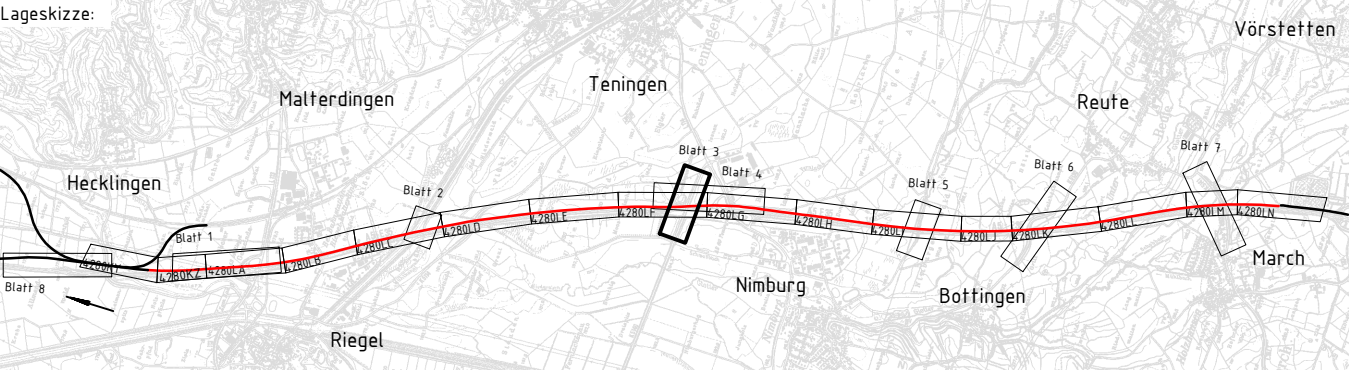 Lageskizze:
Vörstetten
Teningen
Malterdingen
Reute
Blatt 3
Blatt 7
Blatt 4
Blatt 6
Hecklingen
Blatt 5
Blatt 2
4280LE
4280LF
4280LG
4280LM
4280LN
4280LH
4280LL
4280LD
4280LJ
4280LK
Blatt 1
4280LC
4280LB
4280LA
4280KZ
March
Blatt 8
Nimburg
Bottingen
Riegel